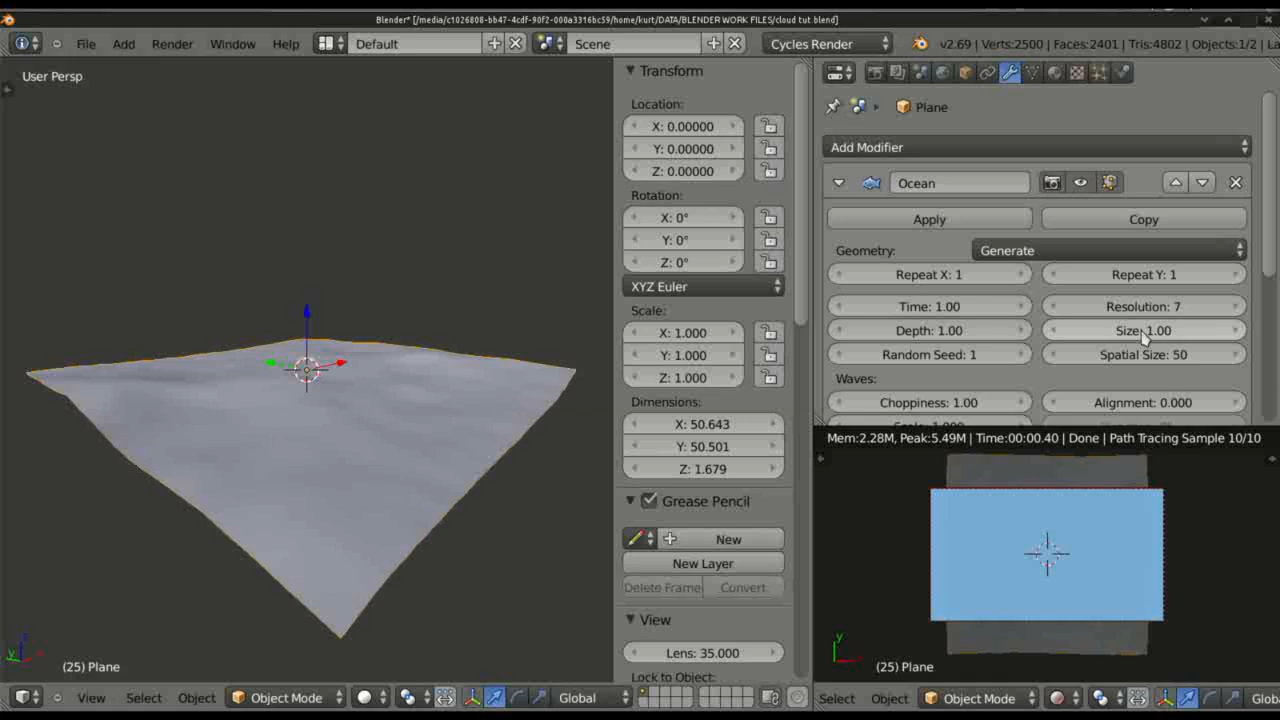 Blender* [/media/c1026808-bb47-4cdf-90f2-000a3316bc59/home/kurt/DATA/BLENDER WORK FILES/cloud tut blend]
File Add Render Window Help Default Scene Cycles Render v2.69 | Verts:2500 | Faces:2401 | Tris:4802 | Objects:1/2 | La
User Persp
Transform
Location:
X: 0.00000
Y: 0.00000
Z: 0.00000
Rotation:
X: 0°
Y: 0°
Z: 0°
XYZ Euler
Scale:
X: 1.000
Y: 1.000
Z: 1.000
Dimensions:
X: 50.643
Y: 50.501
Z: 1.679
Grease Pencil
New
New Layer
Delete Frame Convert
View
Lens: 35.000
Lock to Object:
Plane
Add Modifier
Ocean
Apply Copy
Geometry: Generate
Repeat X: 1 Repeat Y: 1
Time: 1.00 Resolution: 7
Depth: 1.00 Size: 1.00
Random Seed: 1 Spatial Size: 50
Waves:
Choppiness: 1.00 Alignment: 0.000
Mem:2.28M, Peak:5.49M | Time:00:00.40 | Done | Path Tracing Sample 10/10
z
y
(25) Plane
y
(25) Plane
View Select Object Object Mode Global
Select Object Object Mode Glob